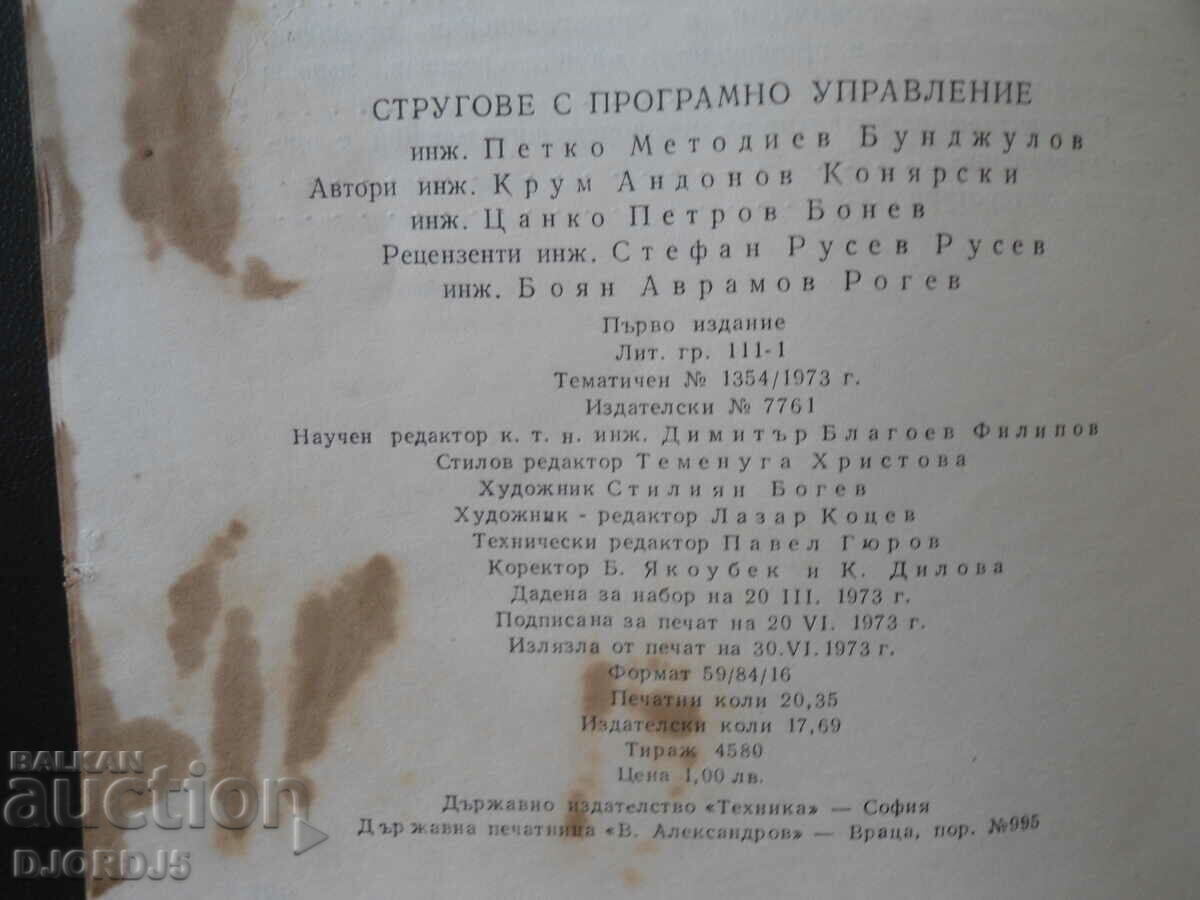 СТРУГОВЕ С ПРОГРАМНО УПРАВЛЕНИЕ
инж. Петко Методиев Бунджулов
Автори инж. Крум Андонов Конярски
инж. Цанко Петров Бонев
Рецензенти инж. Стефан Русев Русев
инж. Боян Аврамов Рогев
Първо издание
Лит. гр. 111-1
Тематичен № 1354/1973 г.
Издателски № 7761
Научен редактор к. т. н. инж. Димитър Благоев Филипов
Стилов редактор Теменуга Христова
Художник Стилиян Богев
Художник - редактор Лазар Коцев
Технически редактор Павел Гюров
Коректор Б. Якоубек и К. Дилова
Дадена за набор на 20 III. 1973 г.
Подписана за печат на 20 VI. 1973 г.
Излязла от печат на 30.VI.1973 г.
Формат 59/84/16
Печатни коли 20,35
Издателски коли 17,69
Тираж 4580
Цена 1,00 лв.
Държавно издателство «Техника» — София
Държавна печатница «В. Александров» — Враца, пор. №995
BALKAN
auction
DJORDJ5